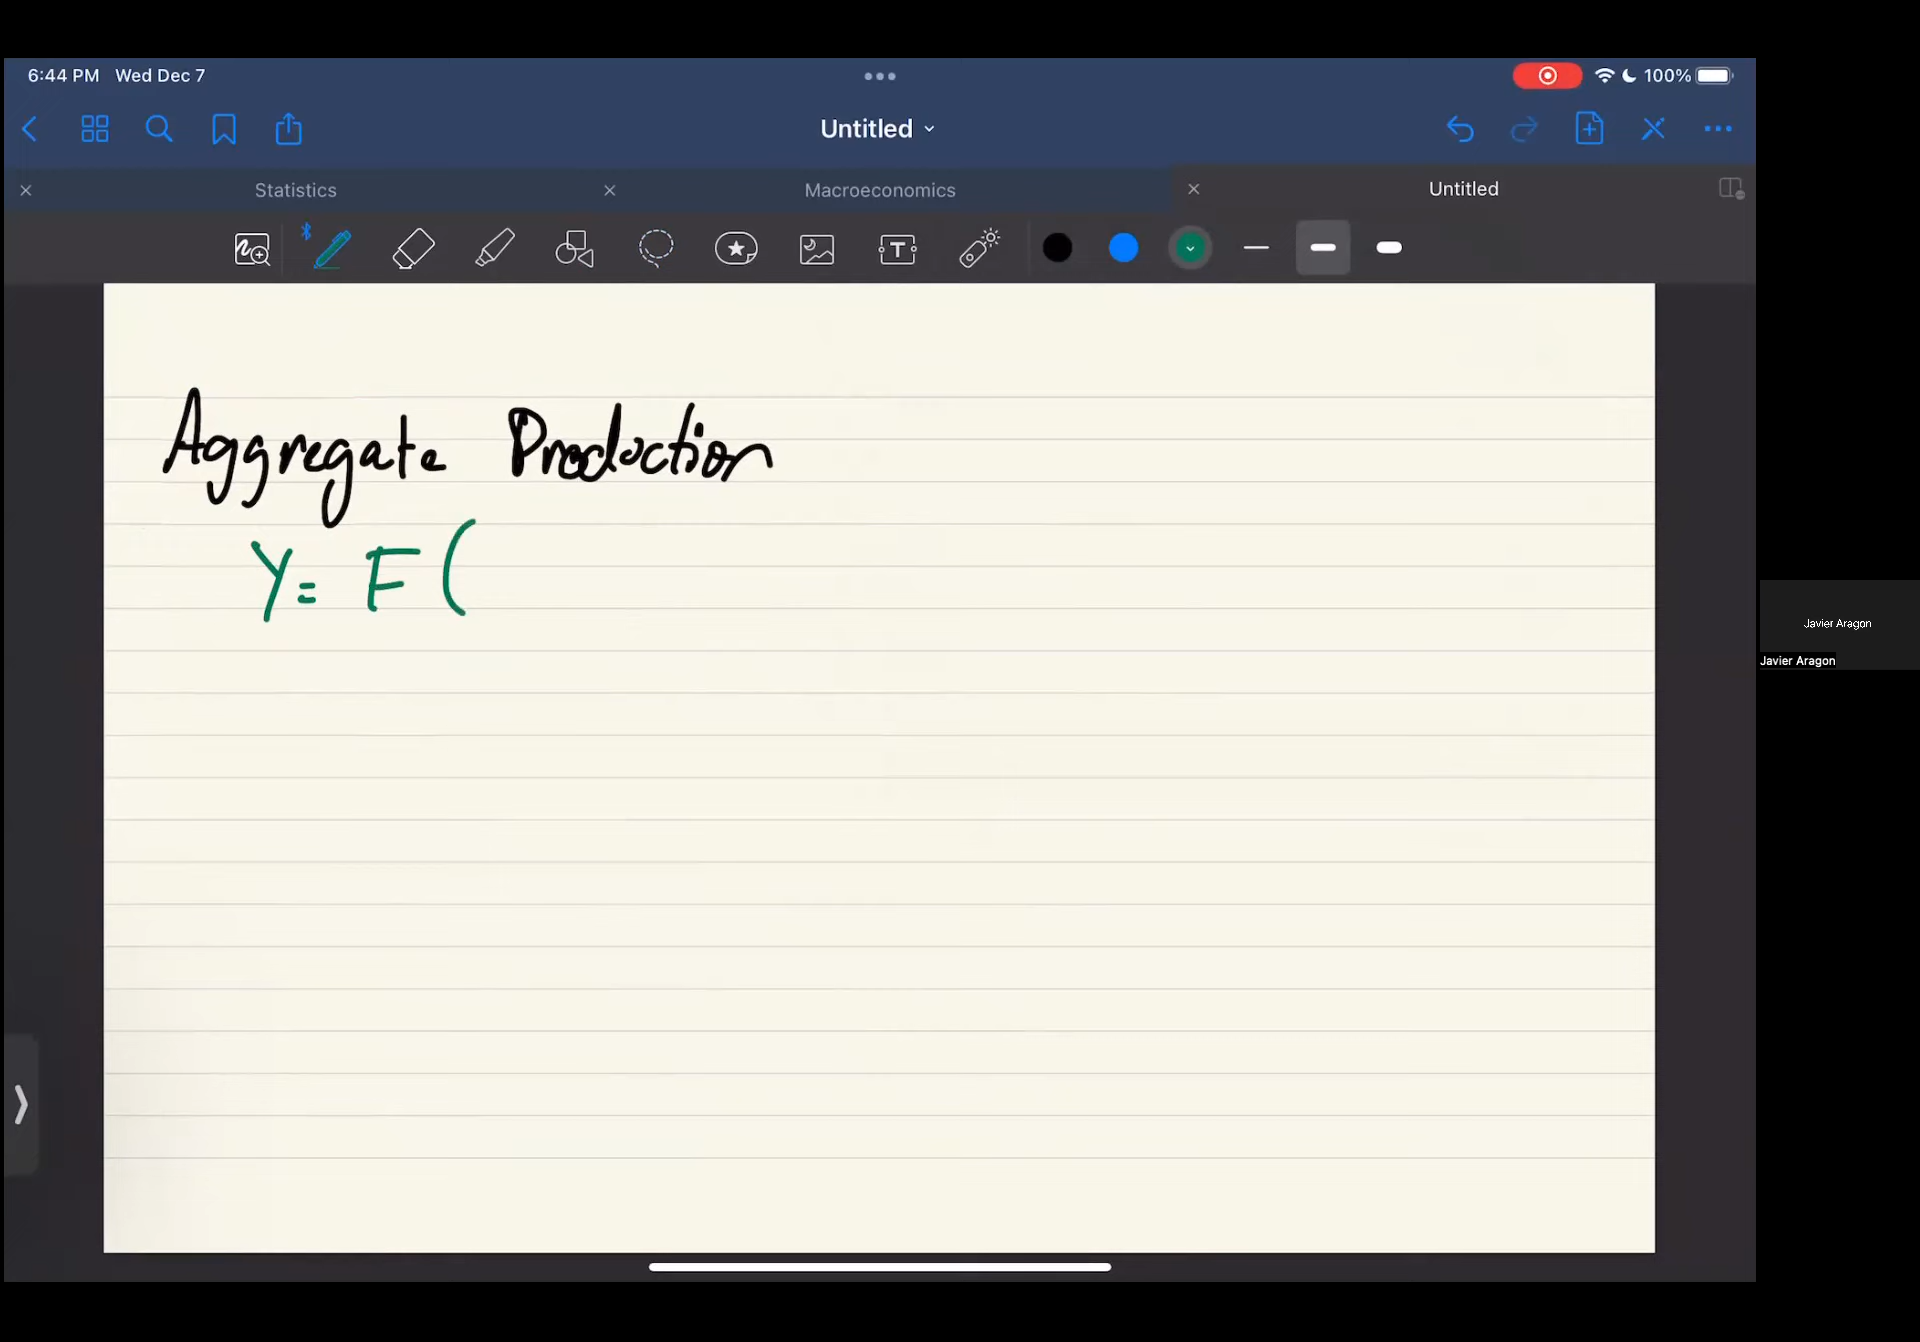 6:44 PM Wed Dec 7
100%
Untitled
Statistics
Macroeconomics
Untitled
T
Aggregate Production
Y = F (
Javier Aragon
Javier Aragon